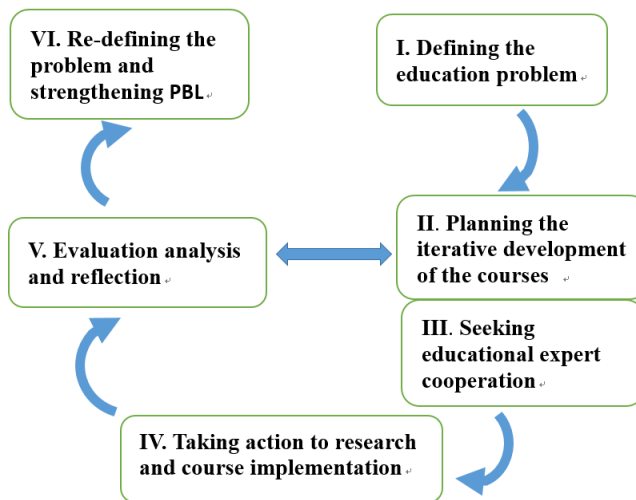 VI. Re-defining the
problem and
strengthening PBL
I. Defining the
education problem
V. Evaluation analysis
and reflection
II. Planning the
iterative development
of the courses
III. Seeking
educational expert
cooperation
IV. Taking action to research
and course implementation